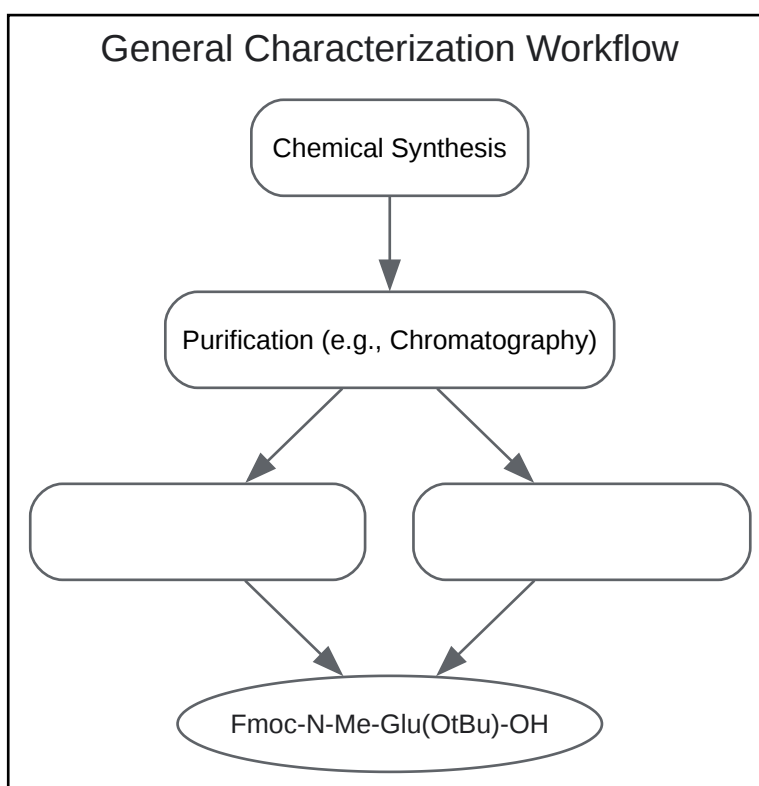 General Characterization Workflow
Chemical Synthesis
Purification (e.g., Chromatography)
Fmoc-N-Me-Glu(OtBu)-OH